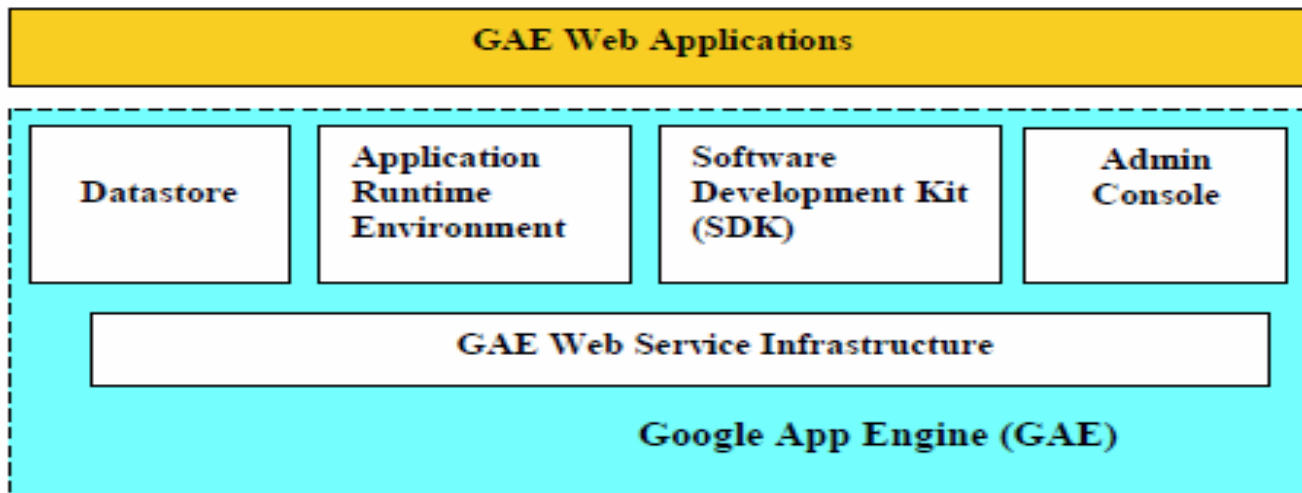 GAE Web Applications
Datastore
Application
Runtime
Environment
Software
Development Kit
(SDK)
Admin
Console
GAE Web Service Infrastructure
Google App Engine (GAE)